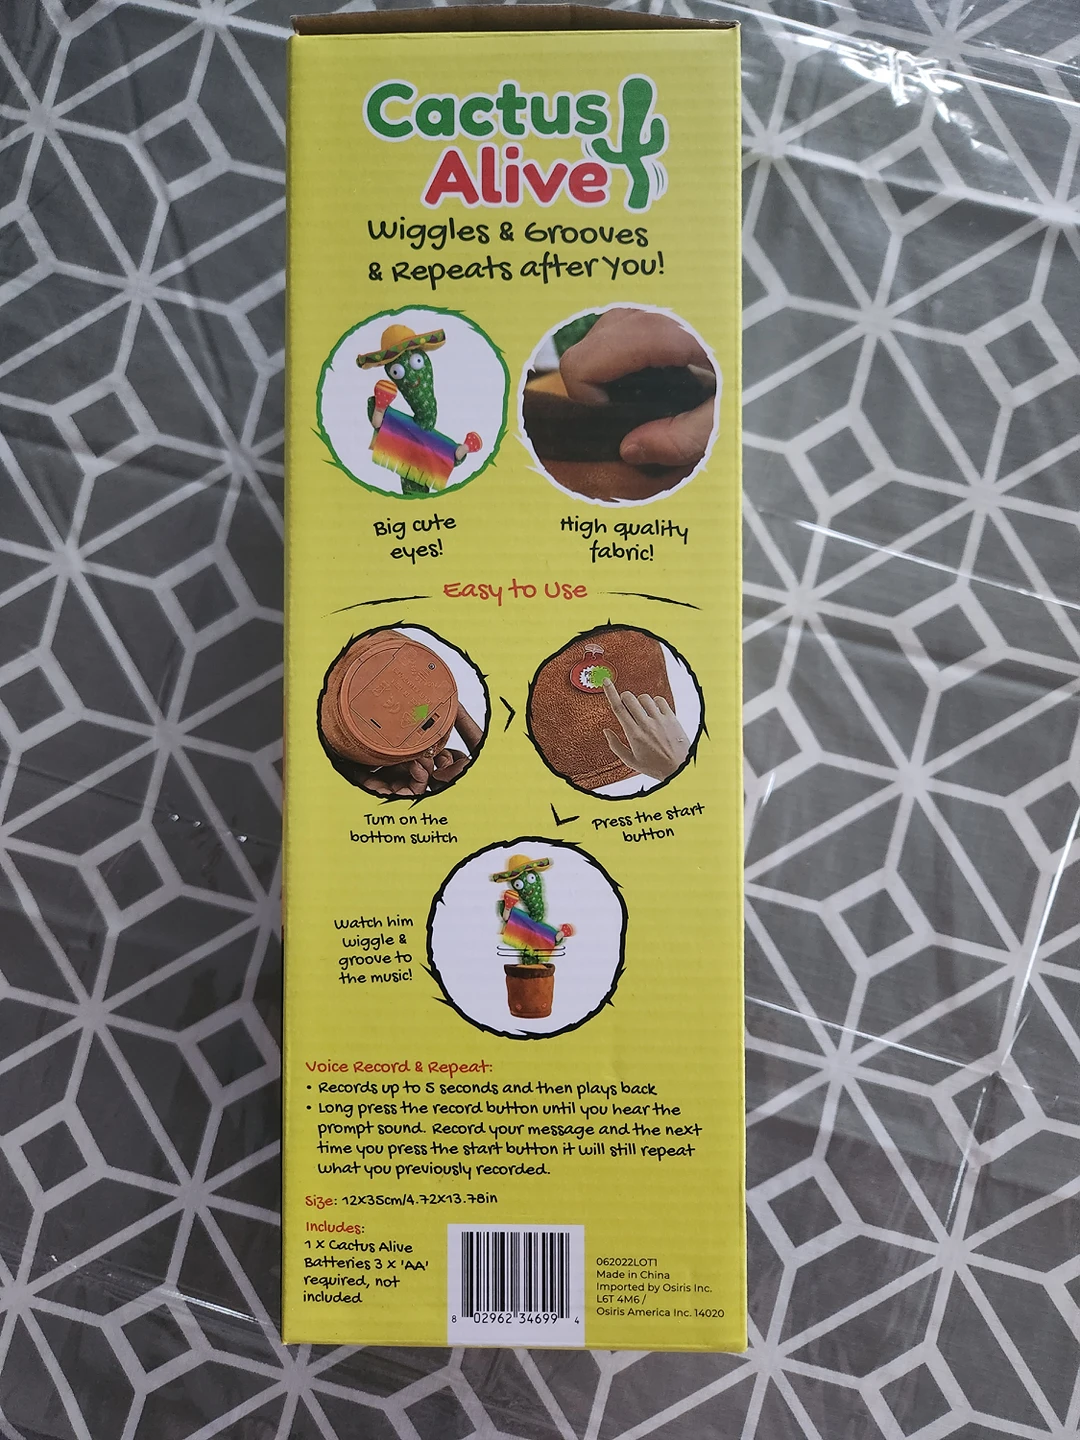 Cactus
Alive
Wiggles & Grooves
& Repeats after You!
Big cute
eyes!
High quality
fabric!
Easy to Use
Turn on the
bottom switch
Press the start
button
Watch him
wiggle &
groove to
the music!
Voice Record & Repeat:
• Records up to 5 seconds and then plays back
• Long press the record button until you hear the
prompt sound. Record your message and the next
time you press the start button it will still repeat
what you previously recorded.
Size: 12X35cm/4.72X13.78in
Includes:
1 X Cactus Alive
Batteries 3 X 'AA'
required, not
included
8 02962 34699 4
062022LOT1
Made in China
Imported by Osiris Inc.
L6T 4M6 /
Osiris America Inc. 14020